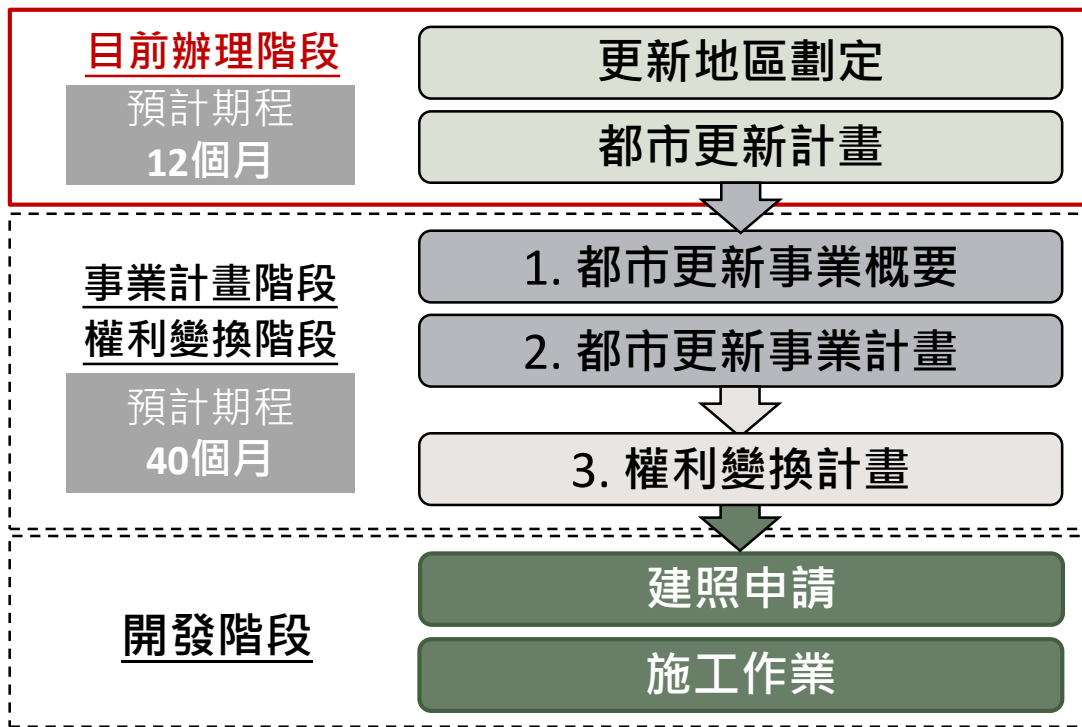 目前辦理階段
預計期程
12個月
更新地區劃定
都市更新計畫
事業計畫階段
權利變換階段
預計期程
40個月
1. 都市更新事業概要
2. 都市更新事業計畫
3. 權利變換計畫
開發階段
建照申請
施工作業